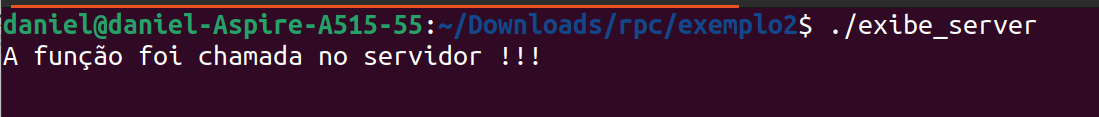 daniel@daniel-Aspire-A515-55:~/Downloads/rpc/exemplo2$ ./exibe_server
A função foi chamada no servidor !!!